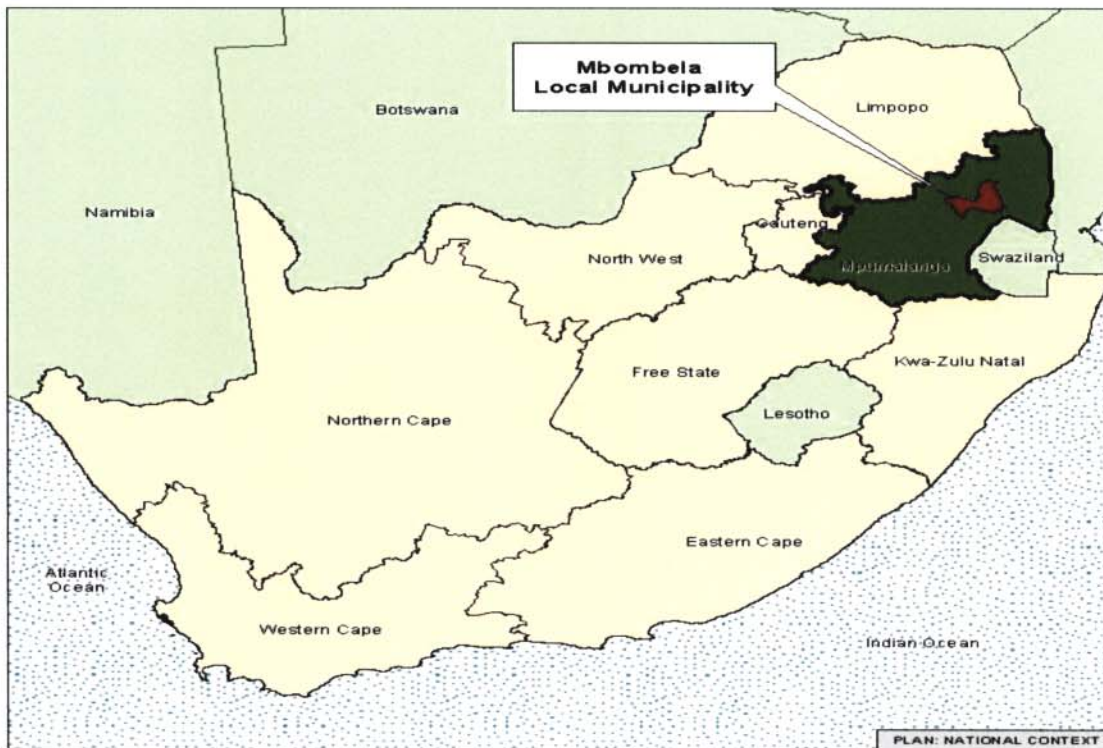 Mbombela
Local Municipality
Limpopo
Botswana
Namibia
Gauteng
North West
Mpumalanga
Swaziland
Kwa-Zulu Natal
Free State
Lesotho
Northern Cape
Eastern Cape
Atlantic
Ocean
Western Cape
Indian Ocean
PLAN: NATIONAL CONTEXT